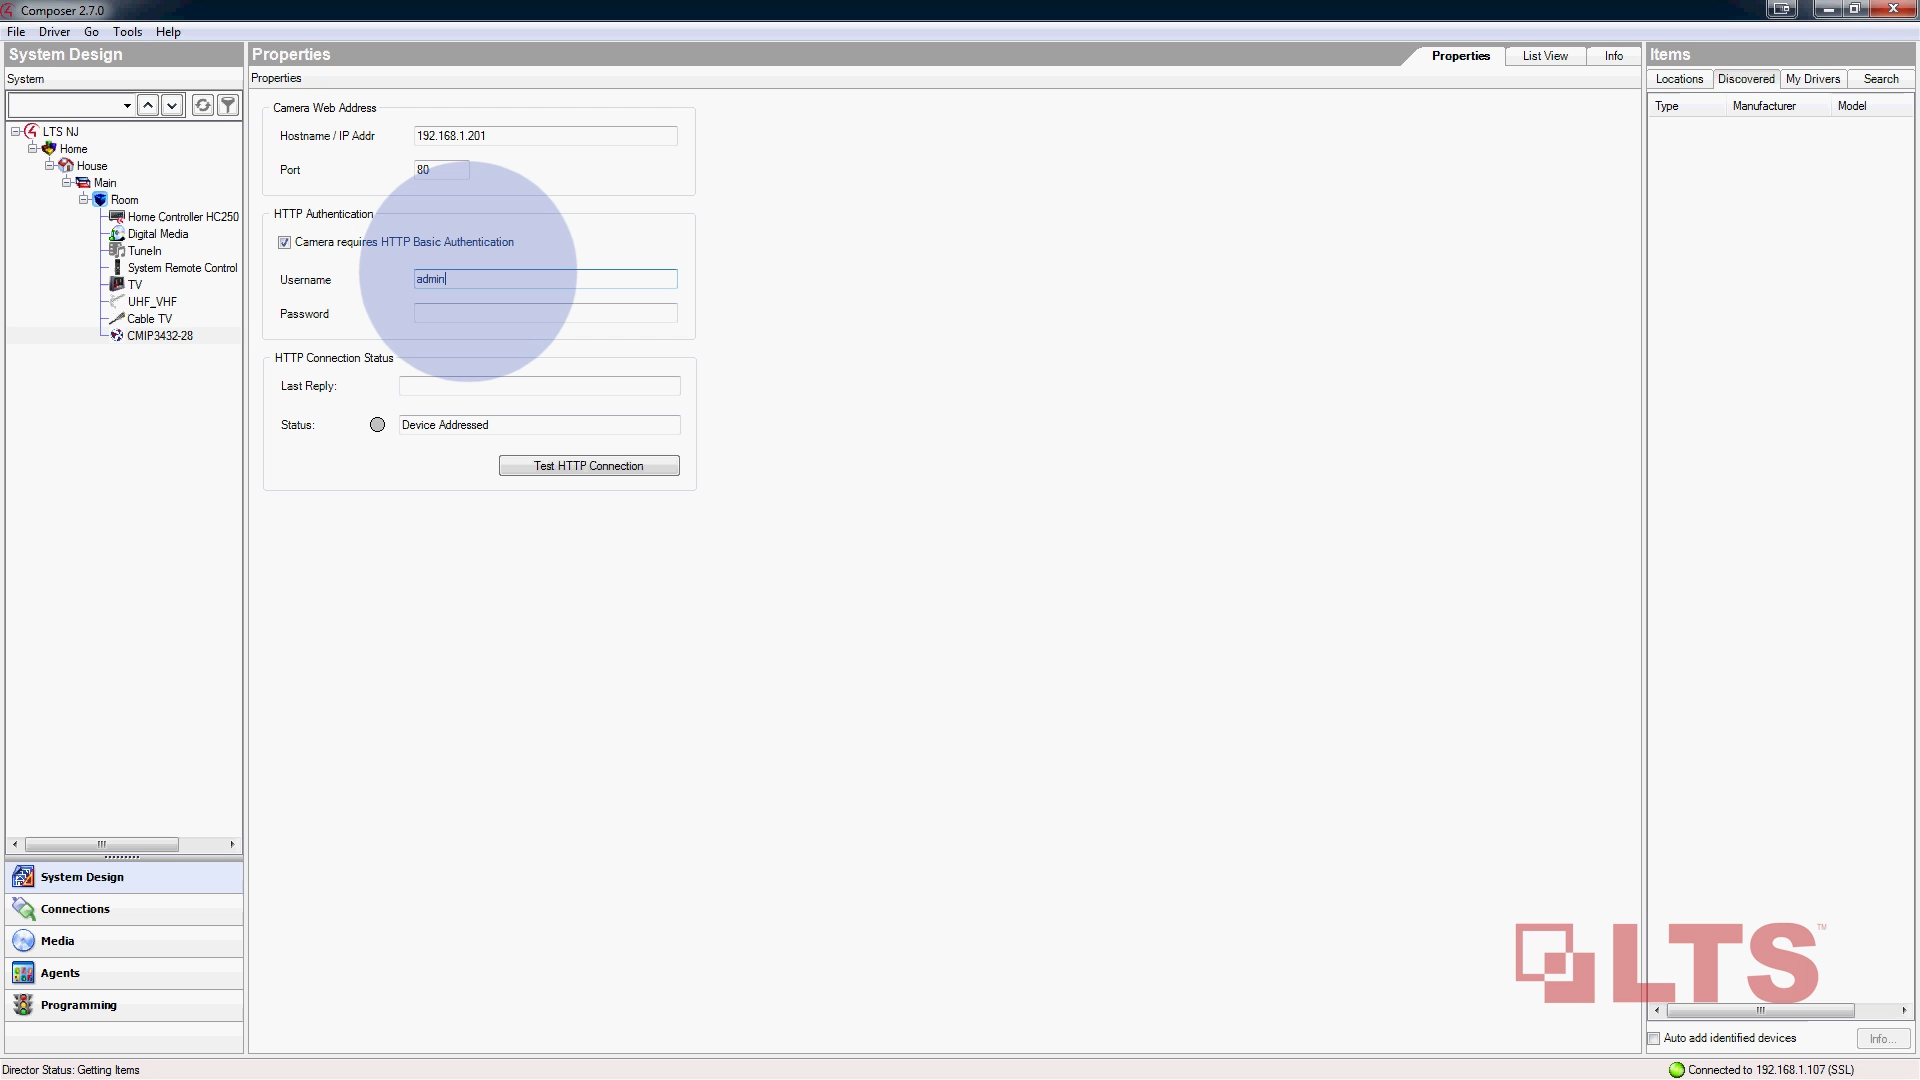 Composer 2.7.0
File Driver Go Tools Help
System Design
System
LTS NJ
Home
House
Main
Room
Home Controller HC250
Digital Media
TuneIn
System Remote Control
TV
UHF_VHF
Cable TV
CMIP3432-28
System Design
Connections
Media
Agents
Programming
Properties
Properties List View Info
Properties
Camera Web Address
Hostname / IP Addr 192.168.1.201
Port 80
HTTP Authentication
Camera requires HTTP Basic Authentication
Username admin
Password
HTTP Connection Status
Last Reply:
Status: Device Addressed
Test HTTP Connection
Items
Locations Discovered My Drivers Search
Type Manufacturer Model
LTS™
Auto add identified devices Info...
Director Status: Getting Items
Connected to 192.168.1.107 (SSL)